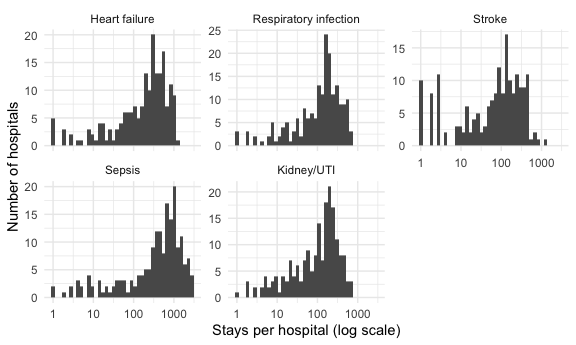 Heart failure
Respiratory infection
Stroke
20
15
10
5
0
25
20
15
10
5
0
15
10
5
0
1 10 100 1000
Sepsis
Kidney/UTI
20
15
10
5
0
20
15
10
5
0
1 10 100 1000
1 10 100 1000
Number of hospitals
Stays per hospital (log scale)